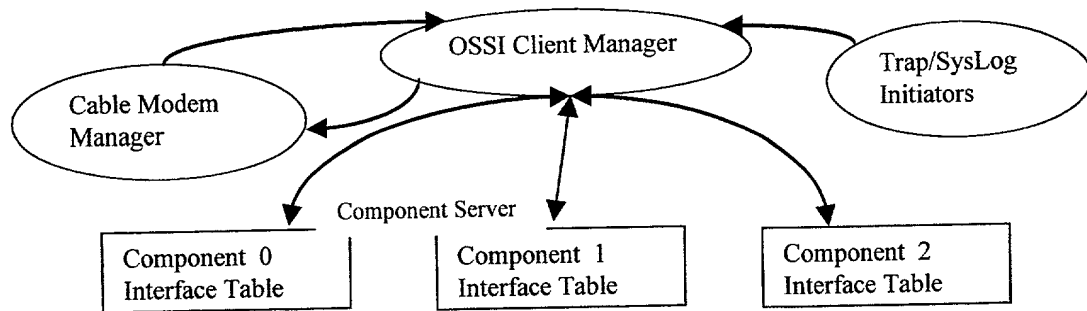 OSSI Client Manager
Trap/SysLog
Initiators
Cable Modem
Manager
Component Server
Component 0
Interface Table
Component 1
Interface Table
Component 2
Interface Table